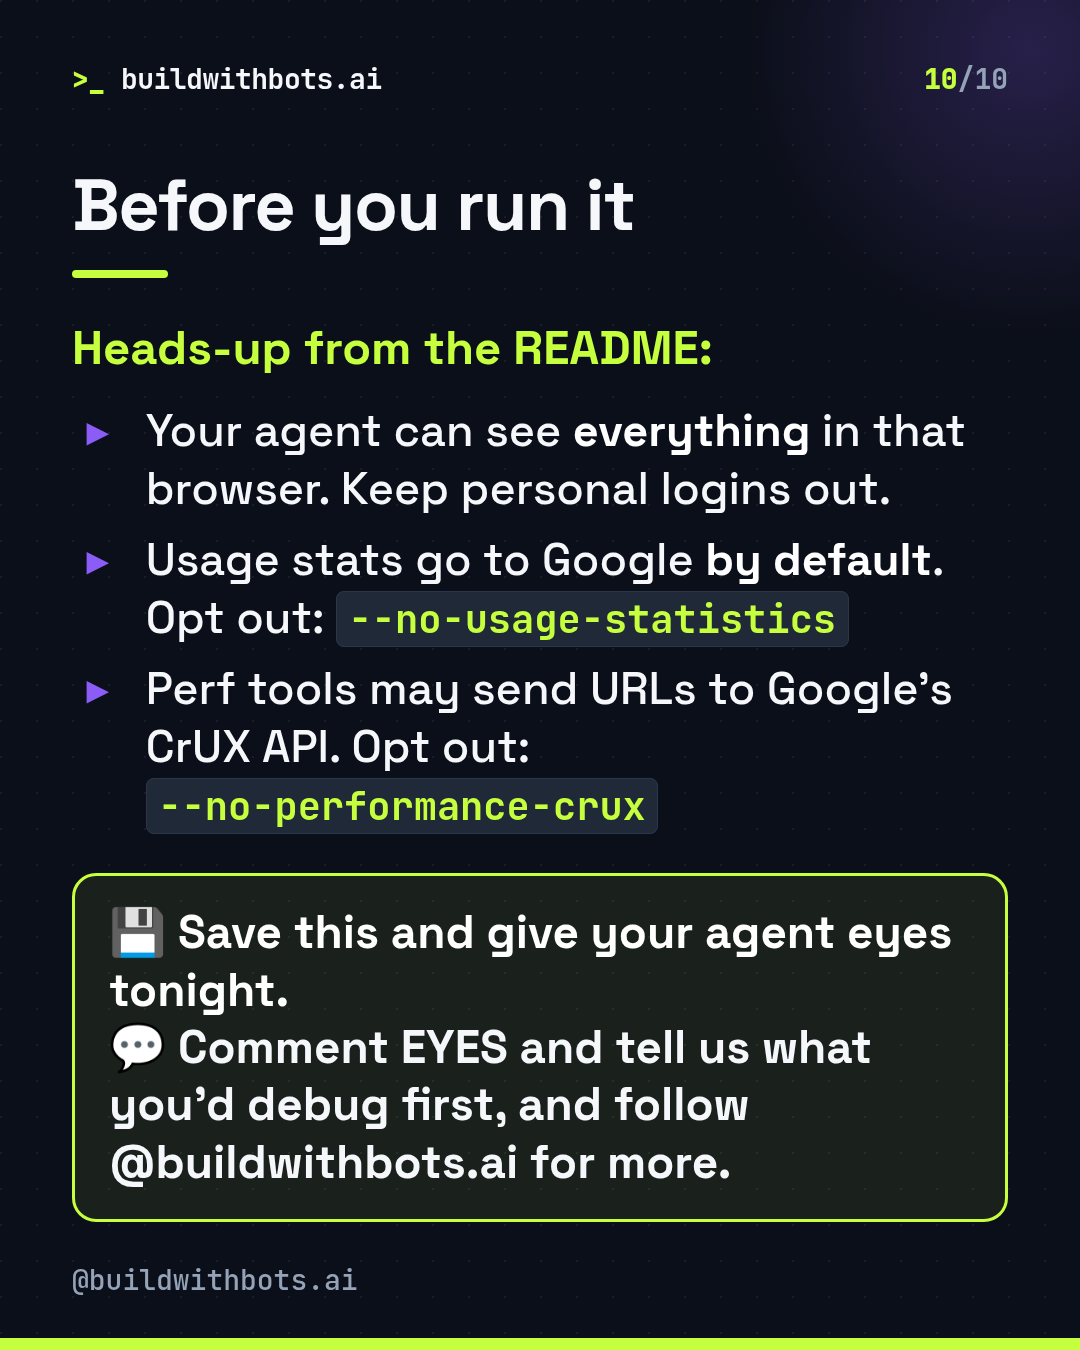 >_ buildwithbots.ai
10/10
Before you run it
Heads-up from the README:
► Your agent can see everything in that
browser. Keep personal logins out.
► Usage stats go to Google by default.
Opt out: --no-usage-statistics
► Perf tools may send URLs to Google’s
CrUX API. Opt out:
--no-performance-crux
💾 Save this and give your agent eyes
tonight.
💬 Comment EYES and tell us what
you’d debug first, and follow
@buildwithbots.ai for more.
@buildwithbots.ai